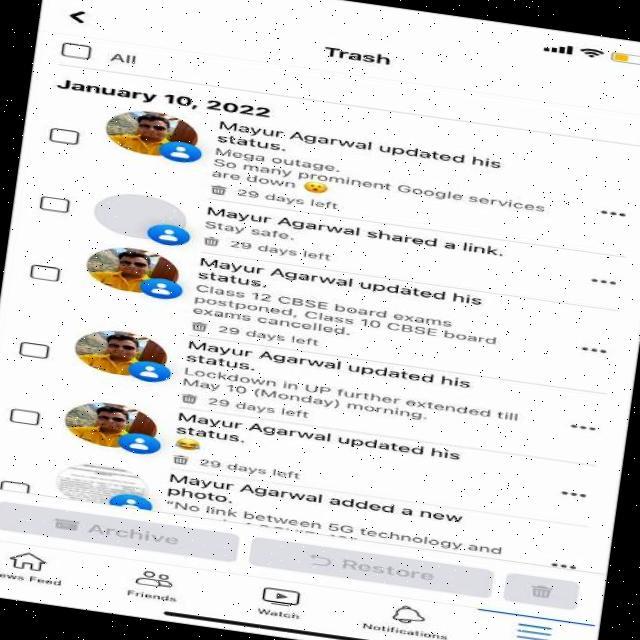 Trash
All
January 10, 2022
Mayur Agarwal updated his
status.
Mega outage.
So many prominent Google services
are down 😮
29 days left
Mayur Agarwal shared a link.
Stay safe.
29 days left
Mayur Agarwal updated his
status.
Class 12 CBSE board exams
postponed, Class 10 CBSE board
exams cancelled.
29 days left
Mayur Agarwal updated his
status.
Lockdown in UP further extended till
May 10 (Monday) morning.
29 days left
Mayur Agarwal updated his
status.
😂
29 days left
Mayur Agarwal added a new
photo.
"No link between 5G technology and
Archive
Restore
ews Feed
Friends
Watch
Notifications